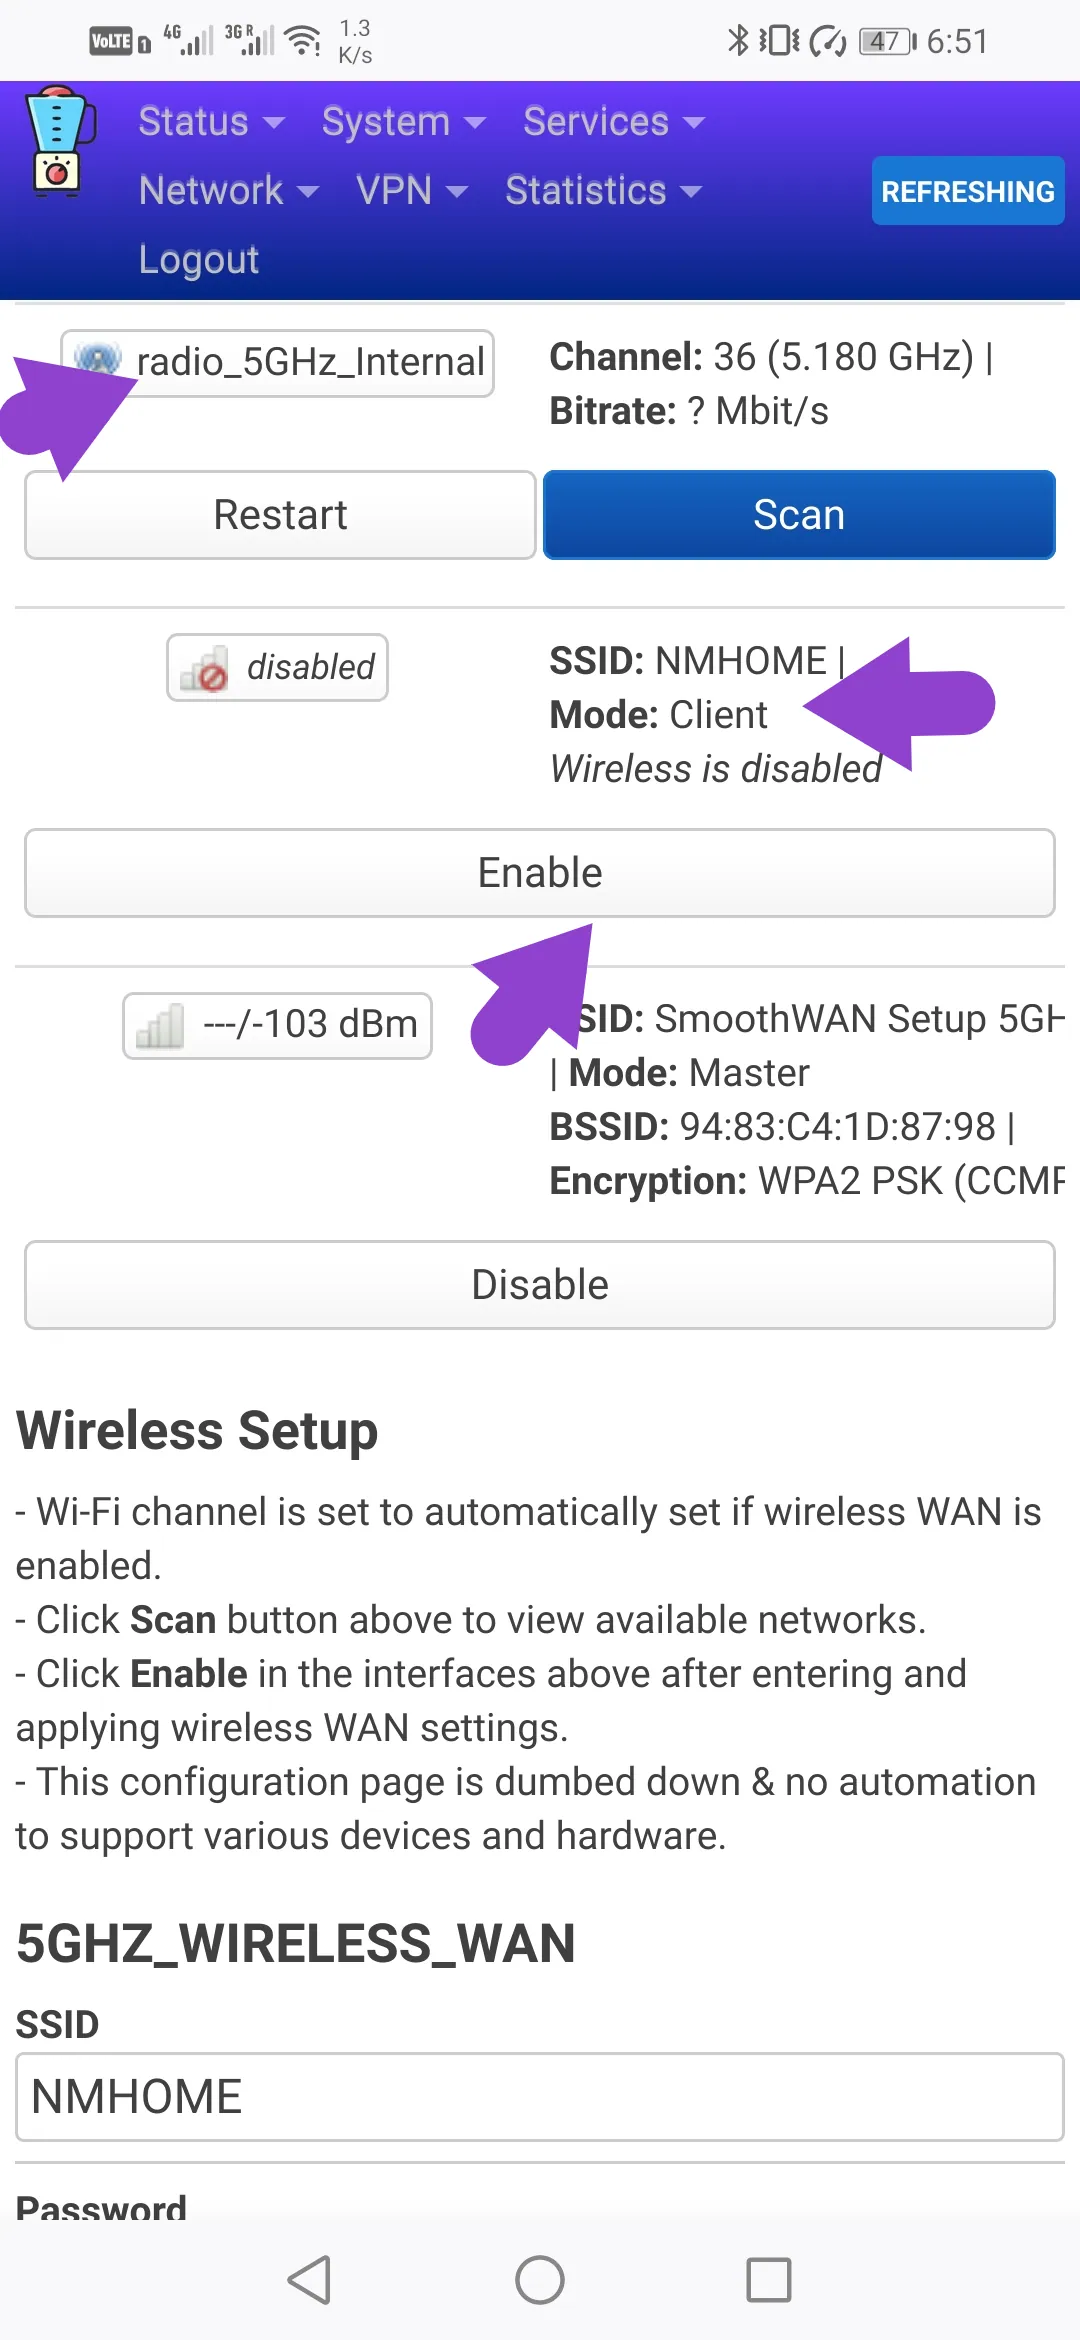 VoLTE 1 4G 3G R 1.3 K/s 47 6:51
Status System Services
Network VPN Statistics
REFRESHING
Logout
radio_5GHz_Internal
Channel: 36 (5.180 GHz) |
Bitrate: ? Mbit/s
Restart
Scan
disabled
SSID: NMHOME |
Mode: Client
Wireless is disabled
Enable
---/-103 dBm
SID: SmoothWAN Setup 5GH
| Mode: Master
BSSID: 94:83:C4:1D:87:98 |
Encryption: WPA2 PSK (CCMP
Disable
Wireless Setup
- Wi-Fi channel is set to automatically set if wireless WAN is
enabled.
- Click Scan button above to view available networks.
- Click Enable in the interfaces above after entering and
applying wireless WAN settings.
- This configuration page is dumbed down & no automation
to support various devices and hardware.
5GHZ_WIRELESS_WAN
SSID
NMHOME
Password